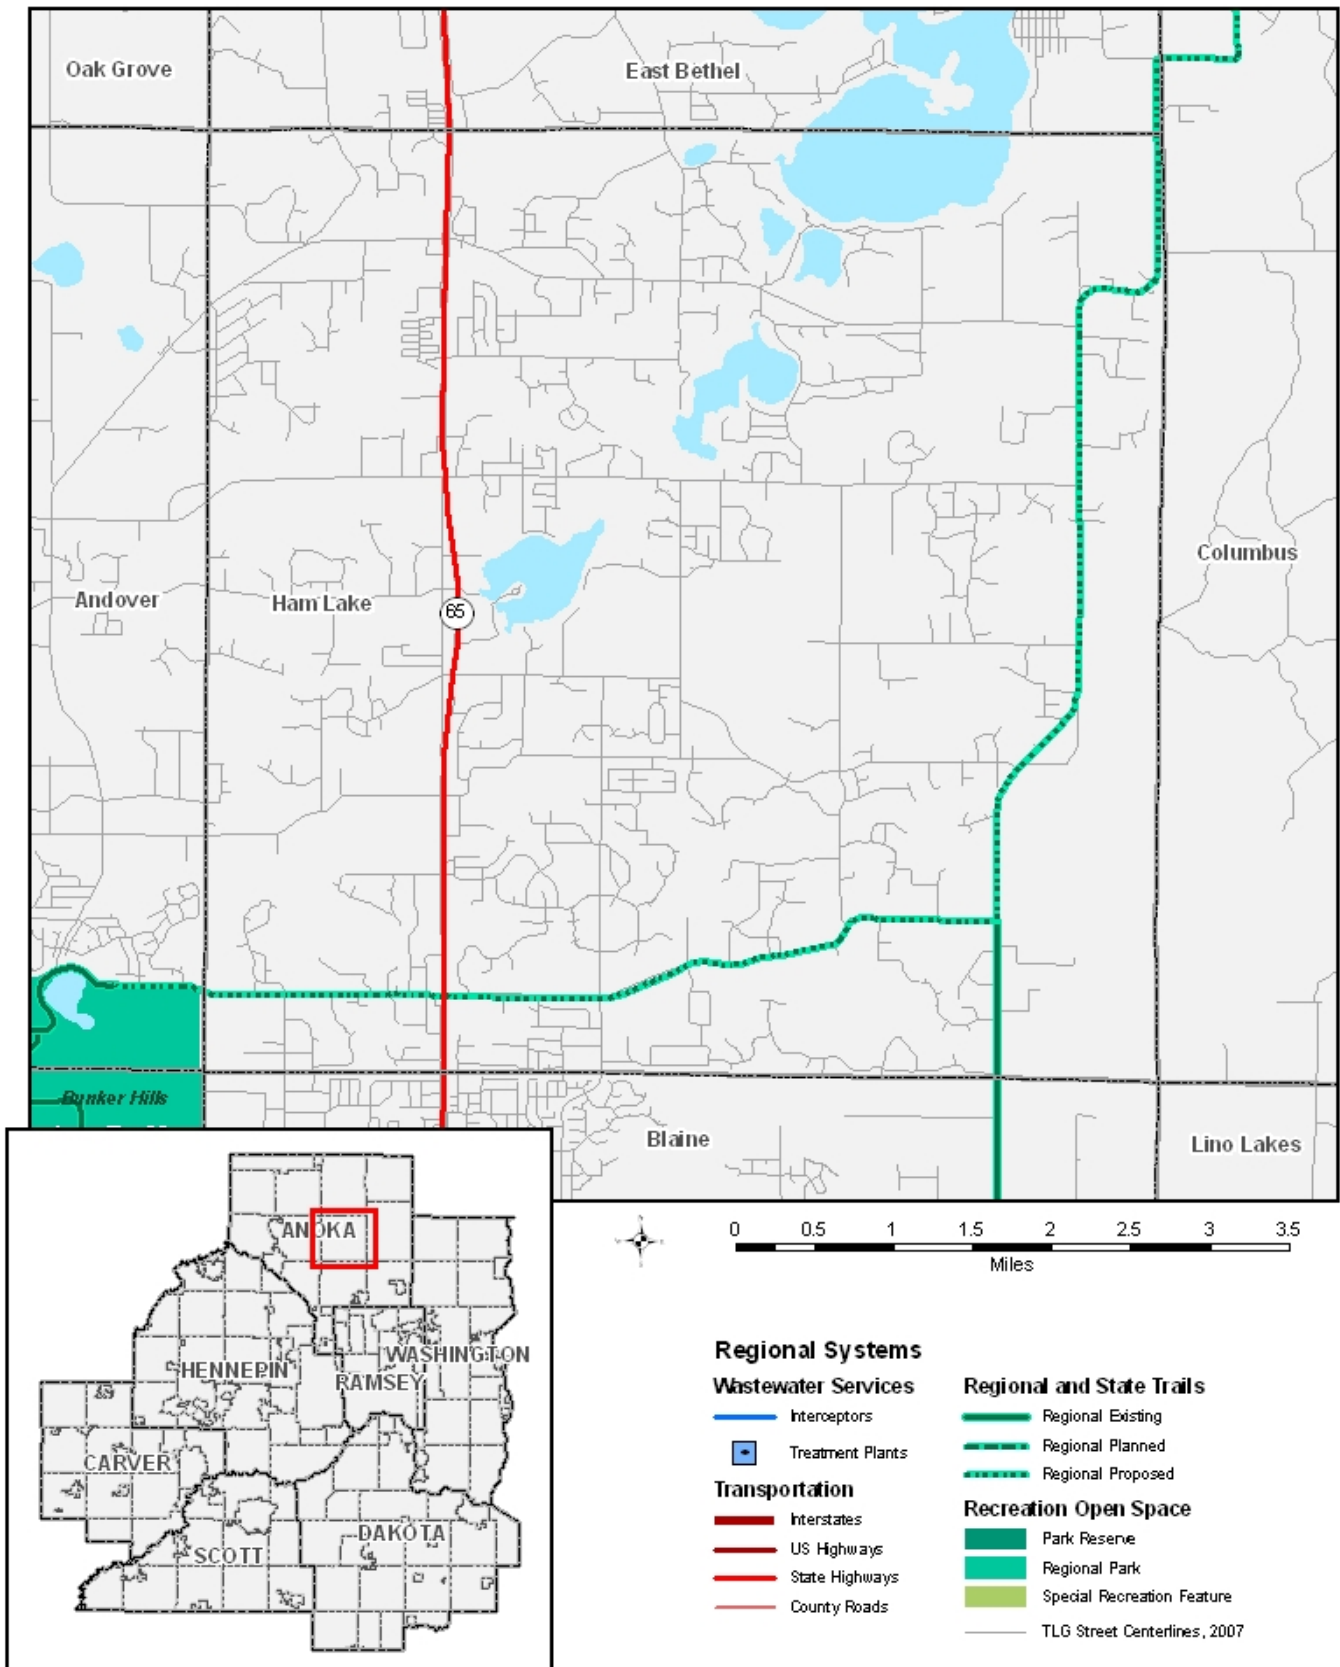 Oak Grove
East Bethel
Columbus
Andover
Ham Lake
65
Bunker Hills
Blaine
Lino Lakes
ANOKA
HENNEPIN
WASHINGTON
RAMSEY
CARVER
SCOTT
DAKOTA
0 0.5 1 1.5 2 2.5 3 3.5
Miles
Regional Systems
Wastewater Services
Interceptors
Treatment Plants
Transportation
Interstates
US Highways
State Highways
County Roads
Regional and State Trails
Regional Existing
Regional Planned
Regional Proposed
Recreation Open Space
Park Reserve
Regional Park
Special Recreation Feature
TLG Street Centerlines, 2007